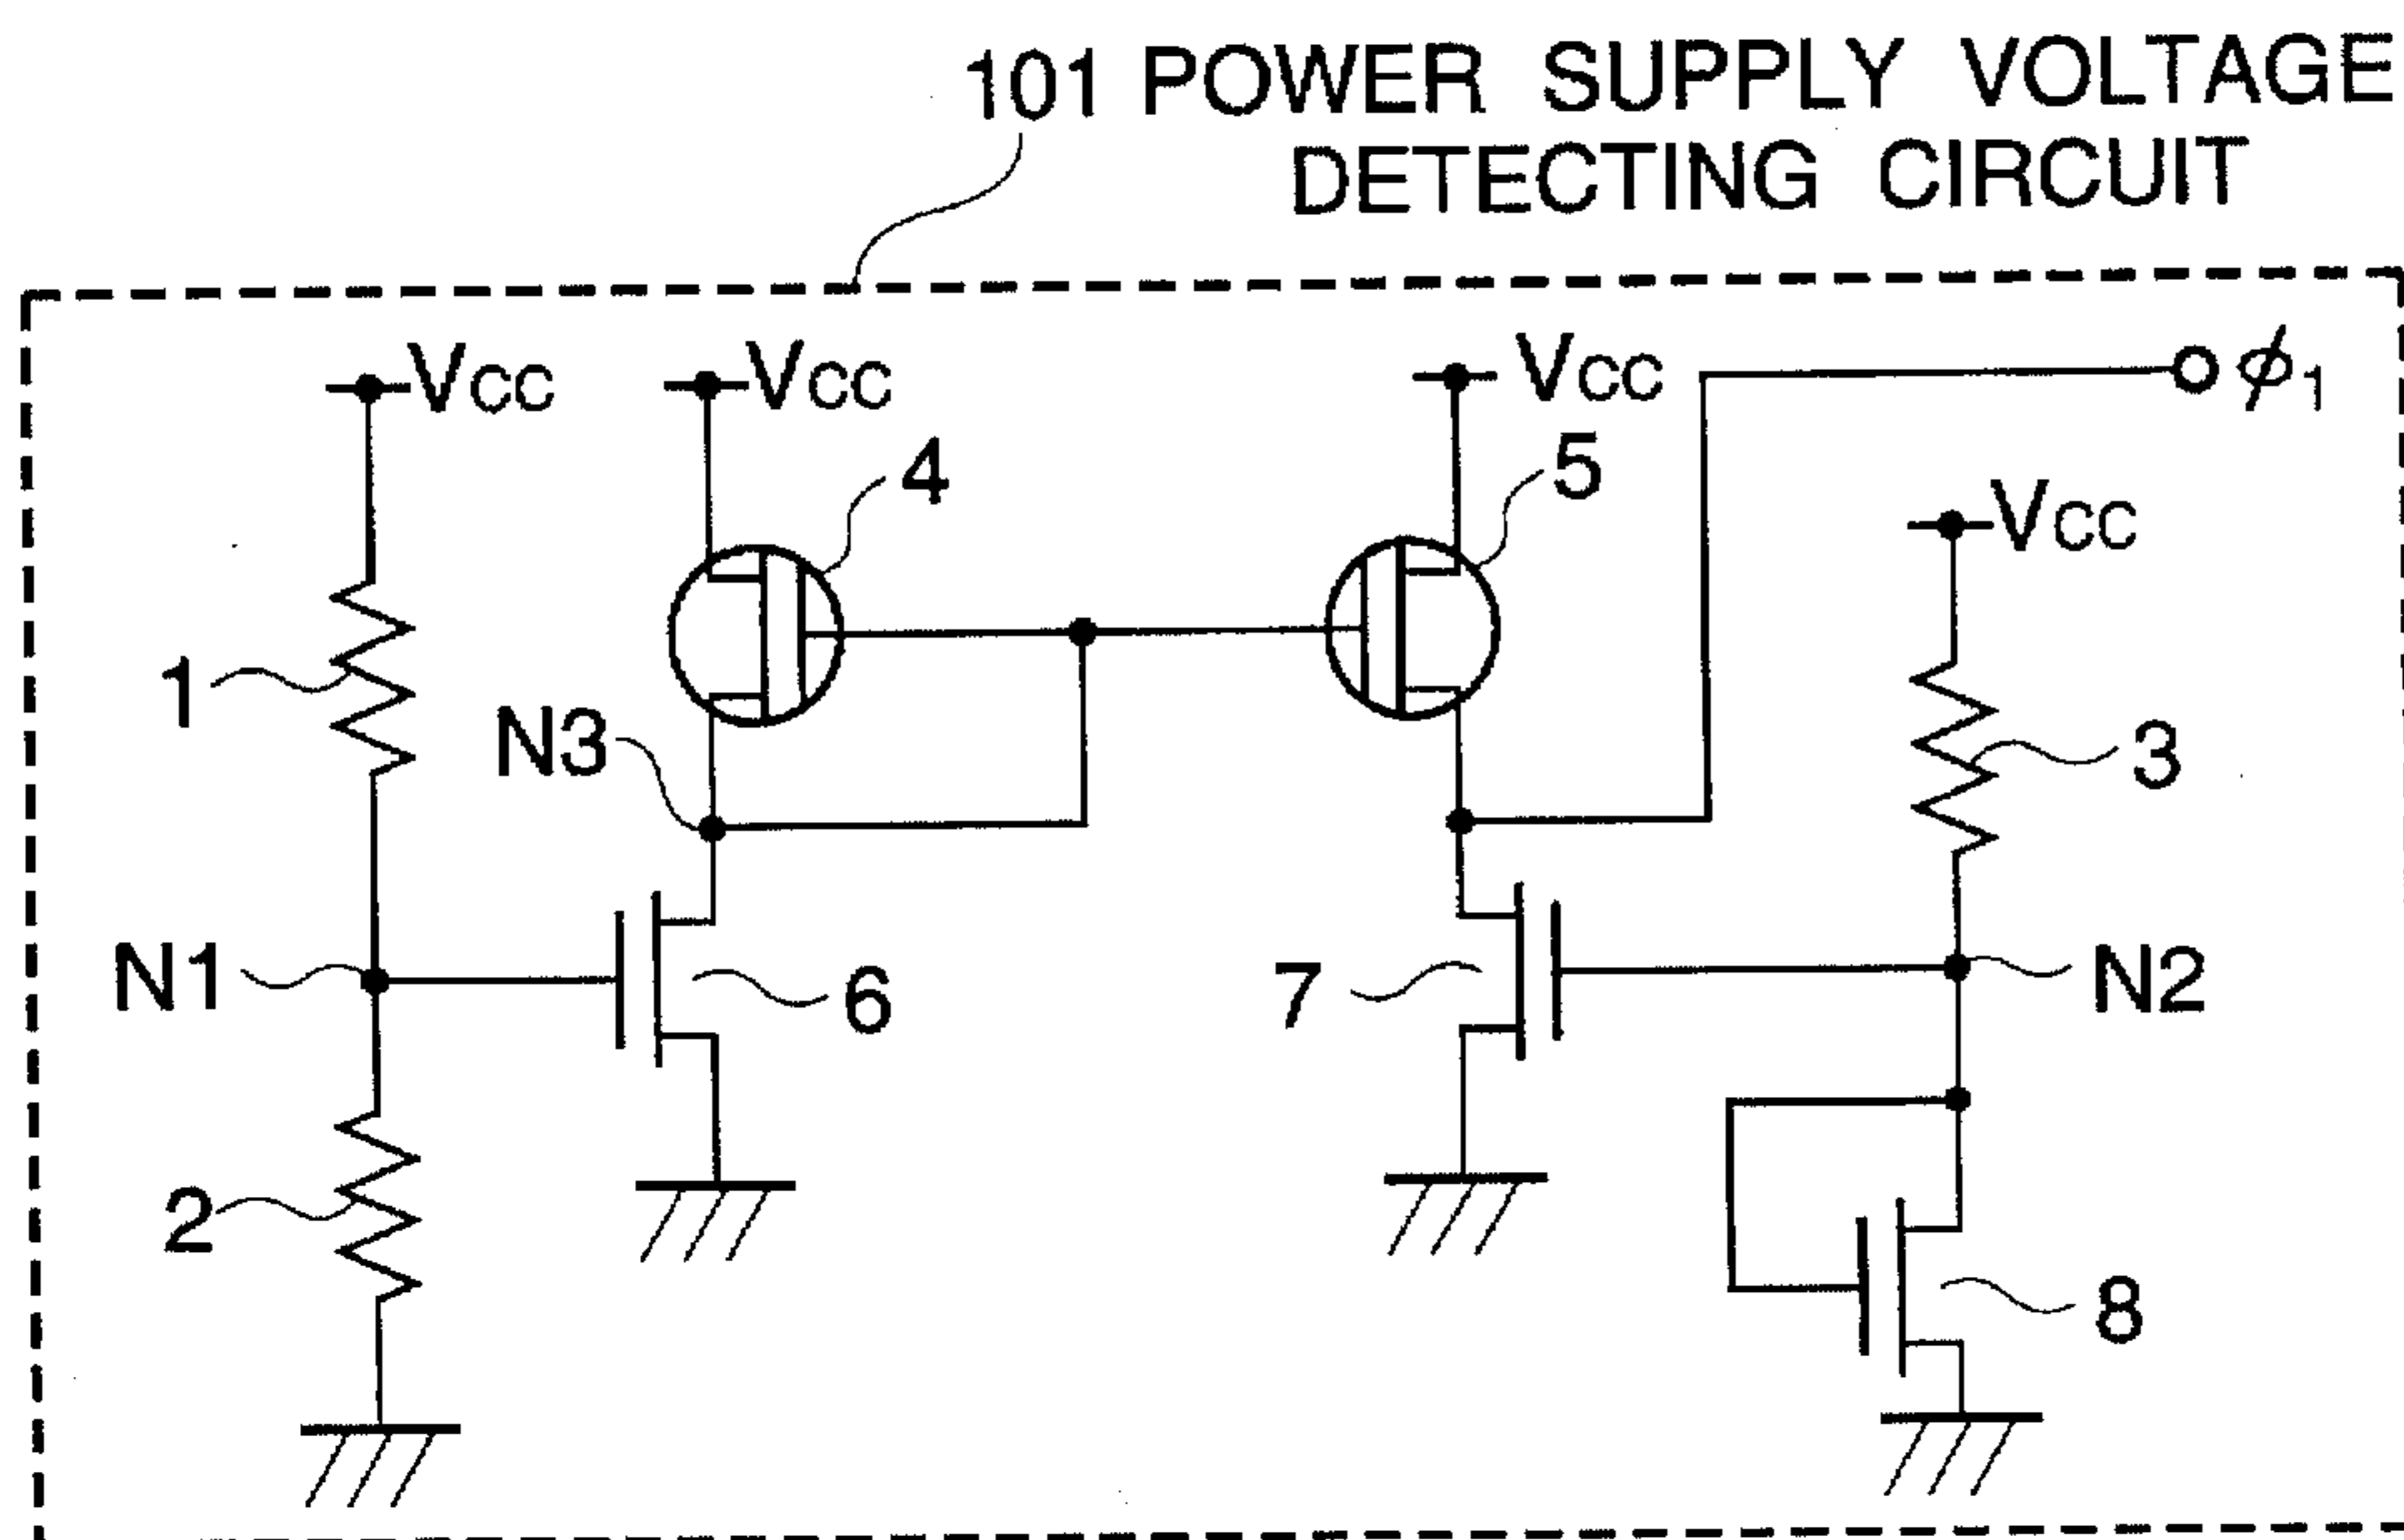 101 POWER SUPPLY VOLTAGE
DETECTING CIRCUIT
VCC
VCC
VCC
ϕ1
4
5
VCC
1
N3
3
N1
6
7
N2
2
8